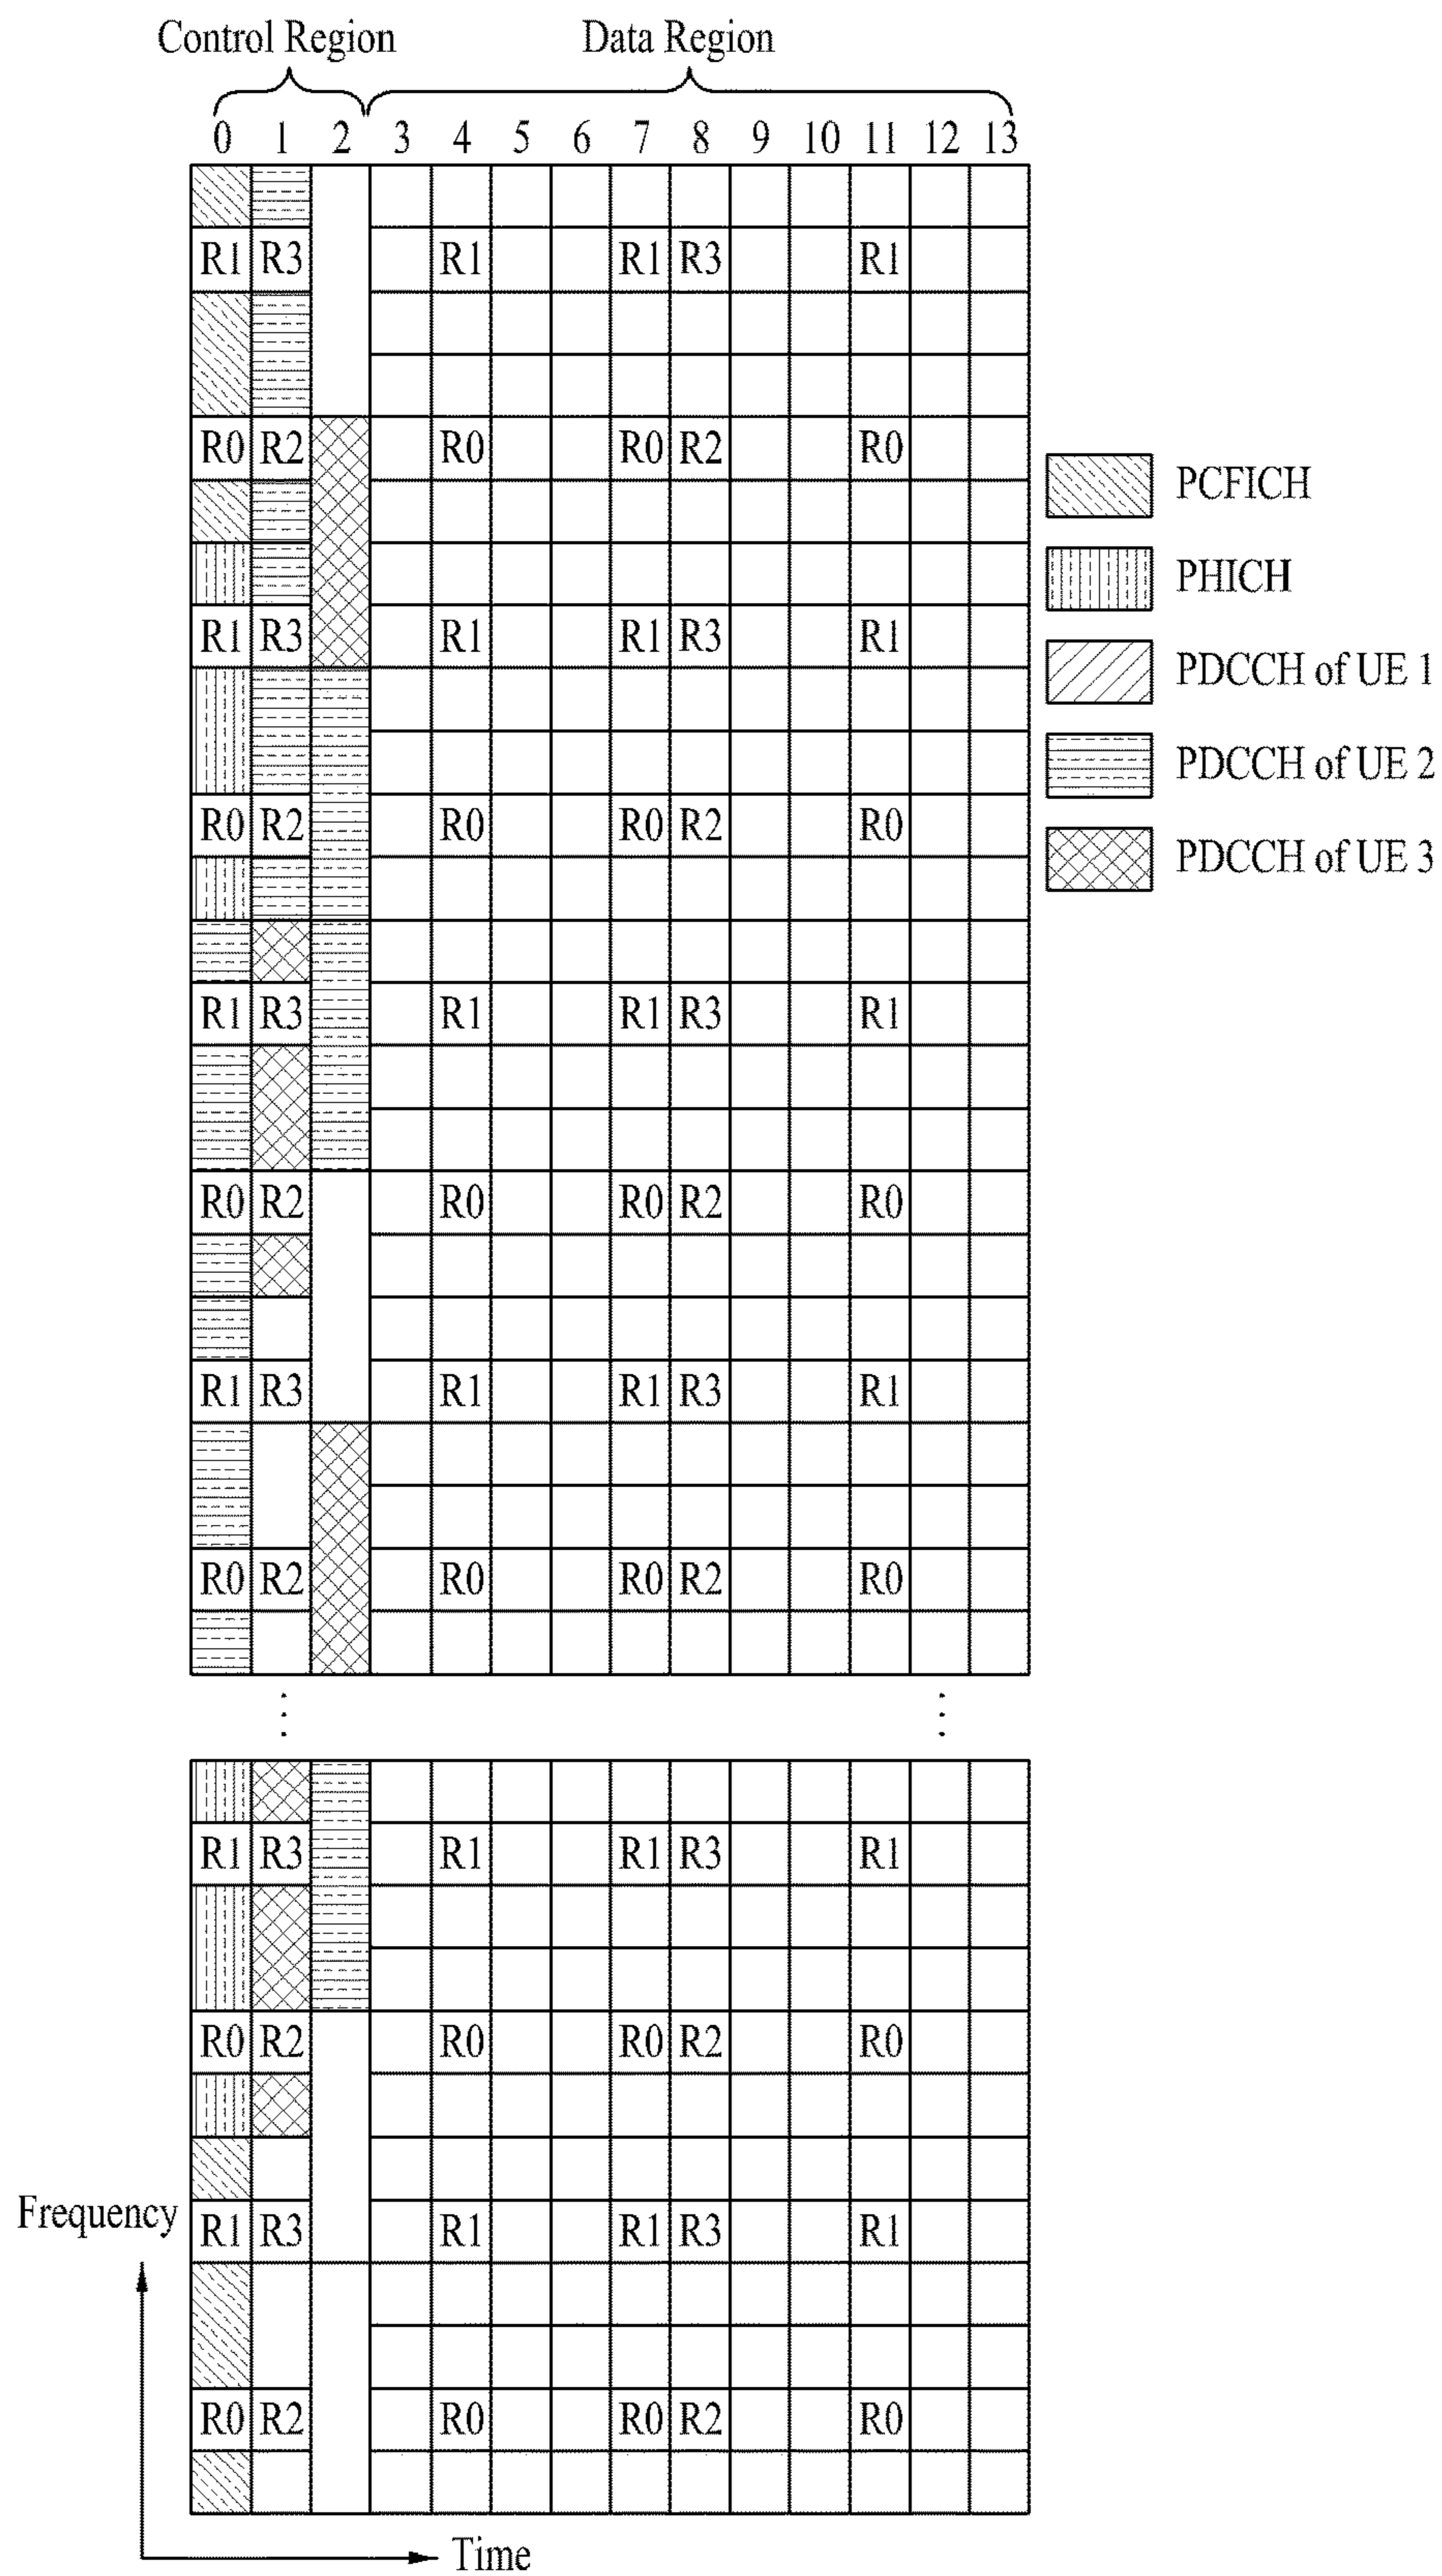 Control Region Data Region
0 1 2 3 4 5 6 7 8 9 10 11 12 13
R1 R3 R1 R1 R3 R1
R0 R2 R0 R0 R2 R0
PCFICH
PHICH
R1 R3 R1 R1 R3 R1
PDCCH of UE 1
PDCCH of UE 2
R0 R2 R0 R0 R2 R0
PDCCH of UE 3
R1 R3 R1 R1 R3 R1
R0 R2 R0 R0 R2 R0
R1 R3 R1 R1 R3 R1
R0 R2 R0 R0 R2 R0
R1 R3 R1 R1 R3 R1
R0 R2 R0 R0 R2 R0
Frequency
R1 R3 R1 R1 R3 R1
R0 R2 R0 R0 R2 R0
Time